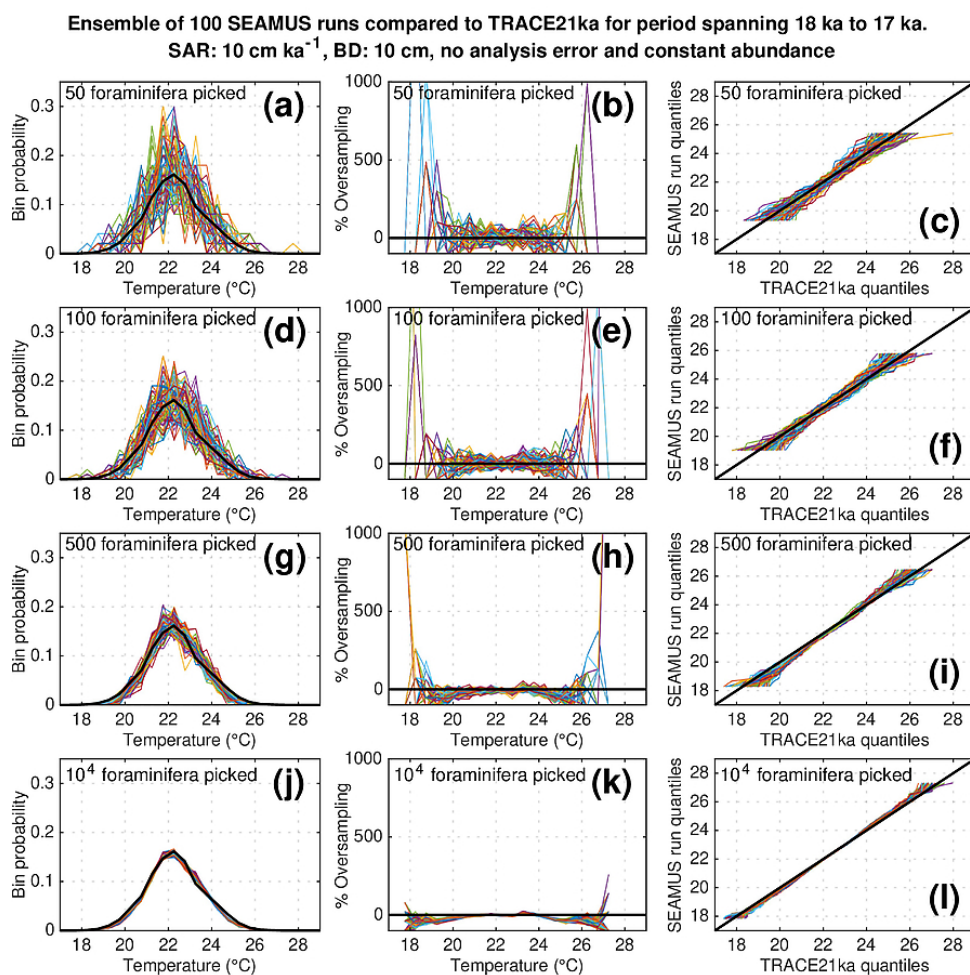 Ensemble of 100 SEAMUS runs compared to TRACE21ka for period spanning 18 ka to 17 ka.
SAR: 10 cm ka⁻¹, BD: 10 cm, no analysis error and constant abundance
50 foraminifera picked
(a)
Bin probability
0.3
0.2
0.1
0
18 20 22 24 26 28
Temperature (°C)
50 foraminifera picked
(b)
% Oversampling
1000
500
0
18 20 22 24 26 28
Temperature (°C)
50 foraminifera picked
(c)
SEAMUS run quantiles
28
26
24
22
20
18
18 20 22 24 26 28
TRACE21ka quantiles
100 foraminifera picked
(d)
Bin probability
0.3
0.2
0.1
0
18 20 22 24 26 28
Temperature (°C)
100 foraminifera picked
(e)
% Oversampling
1000
500
0
18 20 22 24 26 28
Temperature (°C)
100 foraminifera picked
(f)
SEAMUS run quantiles
28
26
24
22
20
18
18 20 22 24 26 28
TRACE21ka quantiles
500 foraminifera picked
(g)
Bin probability
0.3
0.2
0.1
0
18 20 22 24 26 28
Temperature (°C)
500 foraminifera picked
(h)
% Oversampling
1000
500
0
18 20 22 24 26 28
Temperature (°C)
500 foraminifera picked
(i)
SEAMUS run quantiles
28
26
24
22
20
18
18 20 22 24 26 28
TRACE21ka quantiles
10⁴ foraminifera picked
(j)
Bin probability
0.3
0.2
0.1
0
18 20 22 24 26 28
Temperature (°C)
10⁴ foraminifera picked
(k)
% Oversampling
1000
500
0
18 20 22 24 26 28
Temperature (°C)
10⁴ foraminifera picked
(l)
SEAMUS run quantiles
28
26
24
22
20
18
18 20 22 24 26 28
TRACE21ka quantiles